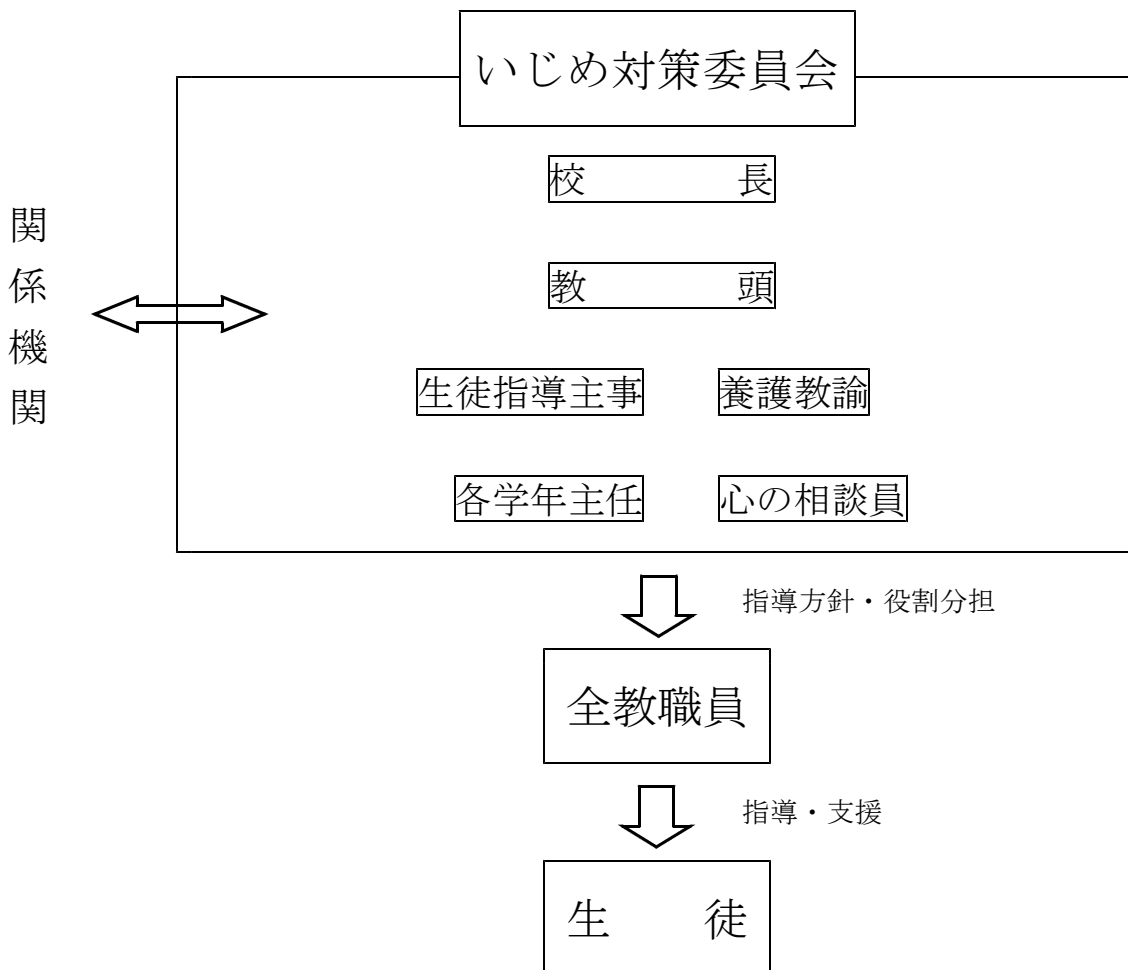 いじめ対策委員会
校長
教頭
関係機関
生徒指導主事 養護教諭
各学年主任 心の相談員
指導方針・役割分担
全教職員
指導・支援
生徒